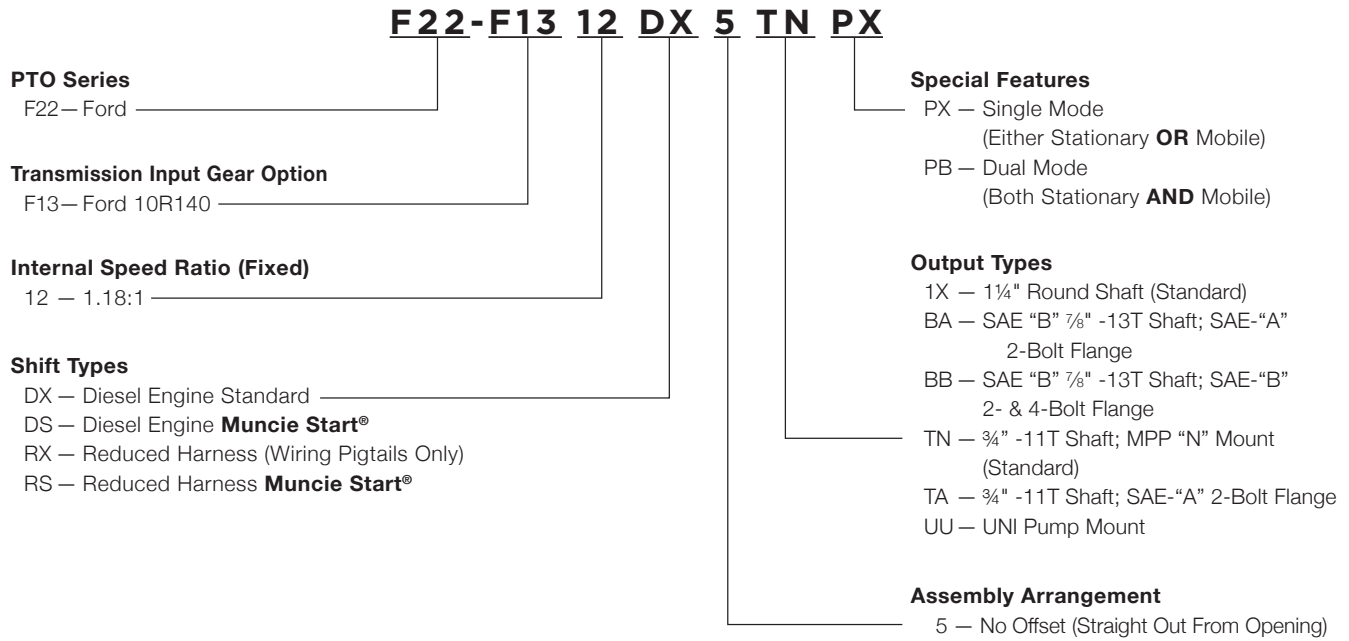 F22-F13 12 DX 5 TN PX
PTO Series
F22— Ford
Transmission Input Gear Option
F13— Ford 10R140
Internal Speed Ratio (Fixed)
12 — 1.18:1
Shift Types
DX — Diesel Engine Standard
DS — Diesel Engine Muncie Start®
RX — Reduced Harness (Wiring Pigtails Only)
RS — Reduced Harness Muncie Start®
Special Features
PX — Single Mode
(Either Stationary OR Mobile)
PB — Dual Mode
(Both Stationary AND Mobile)
Output Types
1X — 1¼" Round Shaft (Standard)
BA — SAE “B” ⅞" -13T Shaft; SAE-“A”
2-Bolt Flange
BB — SAE “B” ⅞" -13T Shaft; SAE-“B”
2- & 4-Bolt Flange
TN — ¾” -11T Shaft; MPP “N” Mount
(Standard)
TA — ¾" -11T Shaft; SAE-“A” 2-Bolt Flange
UU — UNI Pump Mount
Assembly Arrangement
5 — No Offset (Straight Out From Opening)